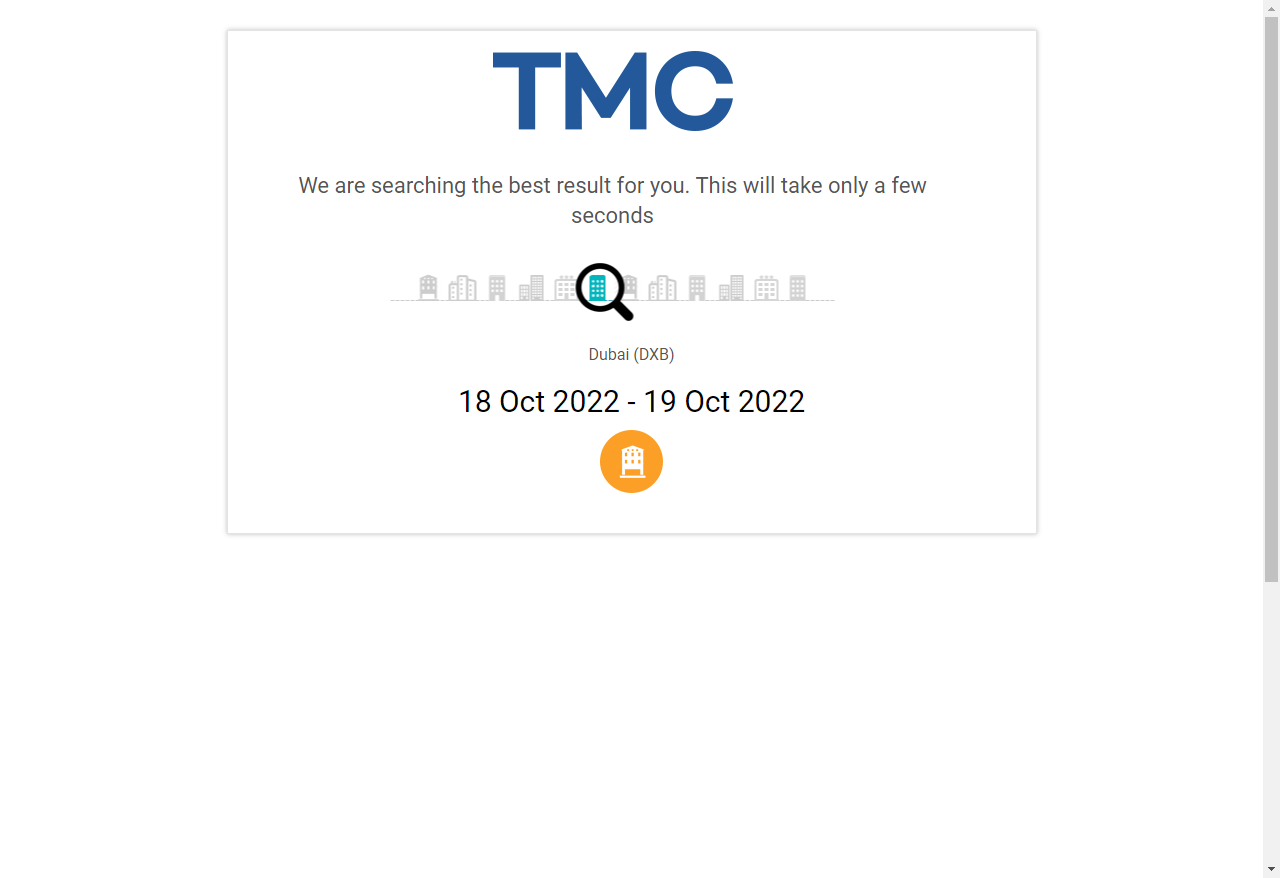 TMC
We are searching the best result for you. This will take only a few
seconds
Dubai (DXB)
18 Oct 2022 - 19 Oct 2022